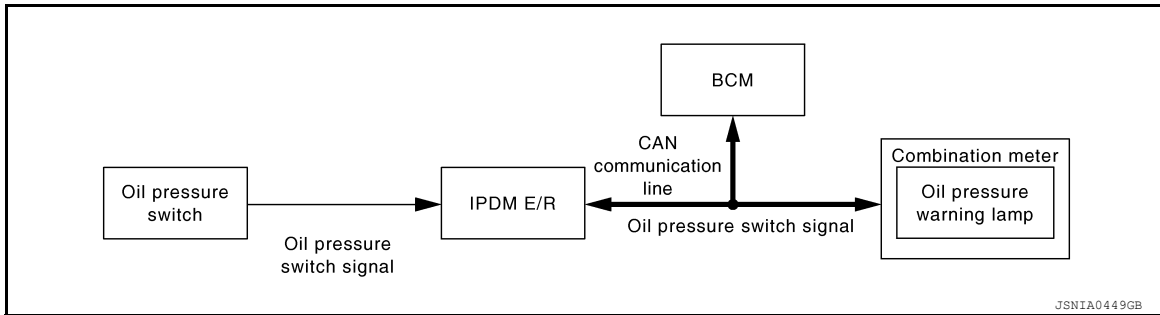 BCM
CAN
communication
line
Combination meter
Oil pressure
switch
IPDM E/R
Oil pressure
warning lamp
Oil pressure switch signal
Oil pressure
switch signal
JSNIA0449GB